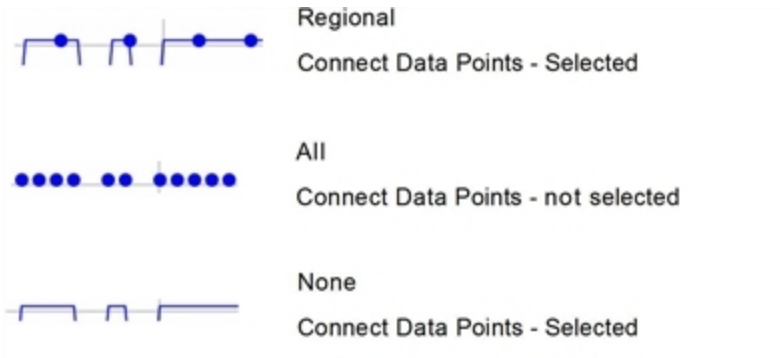 Regional
Connect Data Points - Selected
All
Connect Data Points - not selected
None
Connect Data Points - Selected